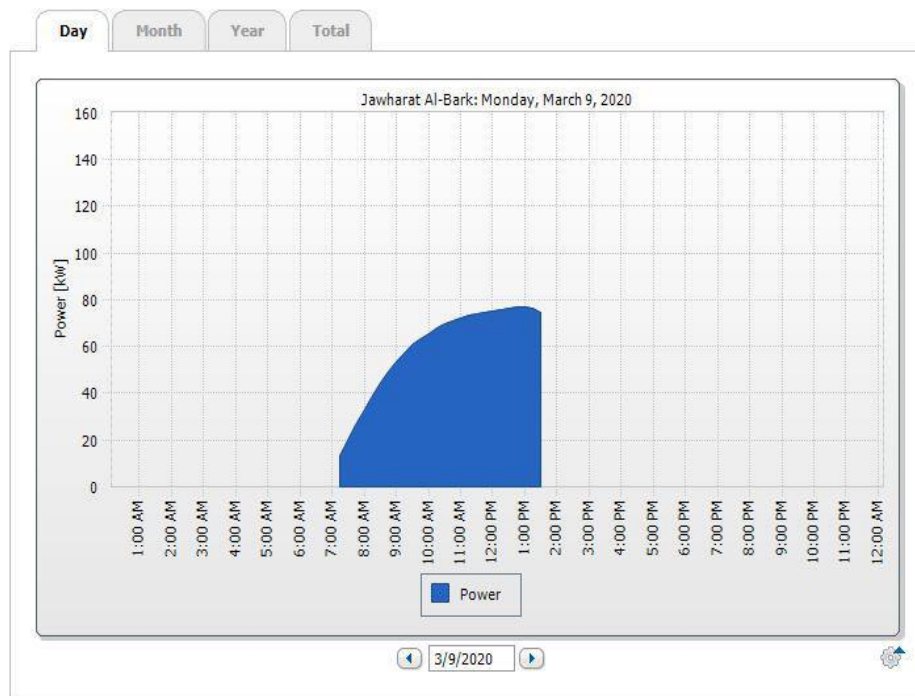 Day Month Year Total
Jawharat Al-Bark: Monday, March 9, 2020
160
140
120
100
80
60
40
20
0
Power [kW]
1:00 AM
2:00 AM
3:00 AM
4:00 AM
5:00 AM
6:00 AM
7:00 AM
8:00 AM
9:00 AM
10:00 AM
11:00 AM
12:00 PM
1:00 PM
2:00 PM
3:00 PM
4:00 PM
5:00 PM
6:00 PM
7:00 PM
8:00 PM
9:00 PM
10:00 PM
11:00 PM
12:00 AM
Power
3/9/2020